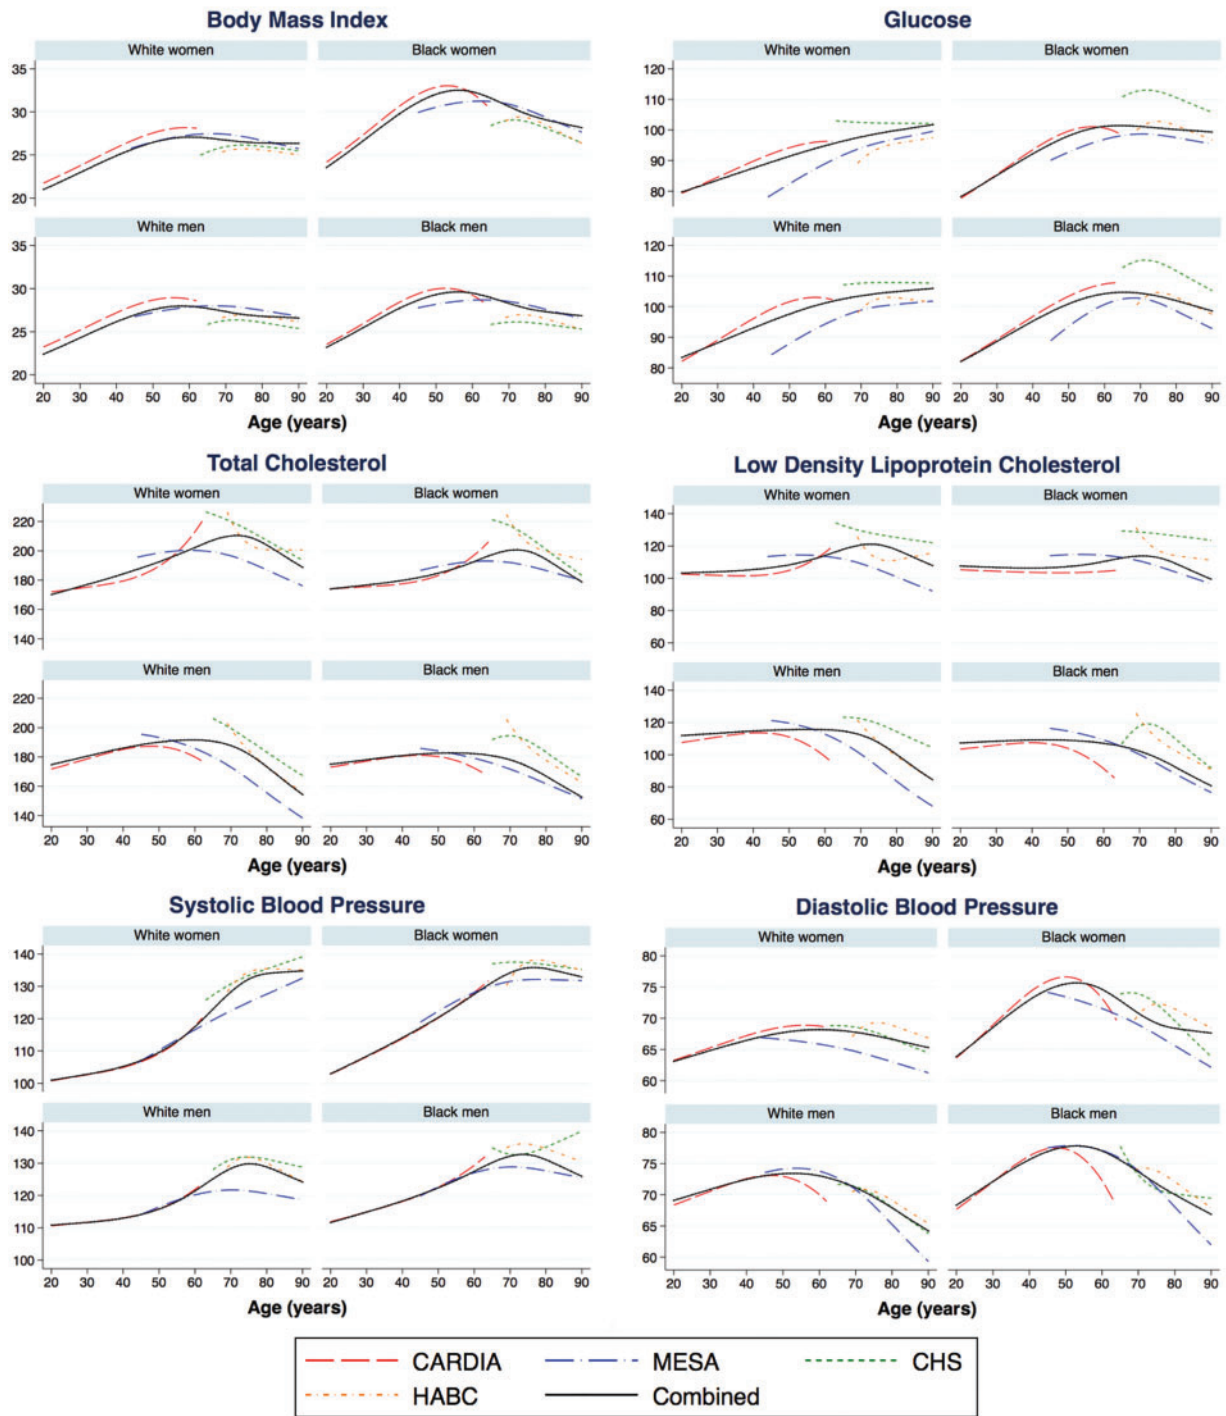 Body Mass Index
White women
Black women
35
30
25
20
White men
Black men
35
30
25
20
20 30 40 50 60 70 80 90 20 30 40 50 60 70 80 90
Age (years)
Glucose
White women
Black women
120
110
100
90
80
White men
Black men
120
110
100
90
80
20 30 40 50 60 70 80 90 20 30 40 50 60 70 80 90
Age (years)
Total Cholesterol
White women
Black women
220
200
180
160
140
White men
Black men
220
200
180
160
140
20 30 40 50 60 70 80 90 20 30 40 50 60 70 80 90
Age (years)
Low Density Lipoprotein Cholesterol
White women
Black women
140
120
100
80
60
White men
Black men
140
120
100
80
60
20 30 40 50 60 70 80 90 20 30 40 50 60 70 80 90
Age (years)
Systolic Blood Pressure
White women
Black women
140
130
120
110
100
White men
Black men
140
130
120
110
100
20 30 40 50 60 70 80 90 20 30 40 50 60 70 80 90
Age (years)
Diastolic Blood Pressure
White women
Black women
80
75
70
65
60
White men
Black men
80
75
70
65
60
20 30 40 50 60 70 80 90 20 30 40 50 60 70 80 90
Age (years)
CARDIA MESA CHS
HABC Combined